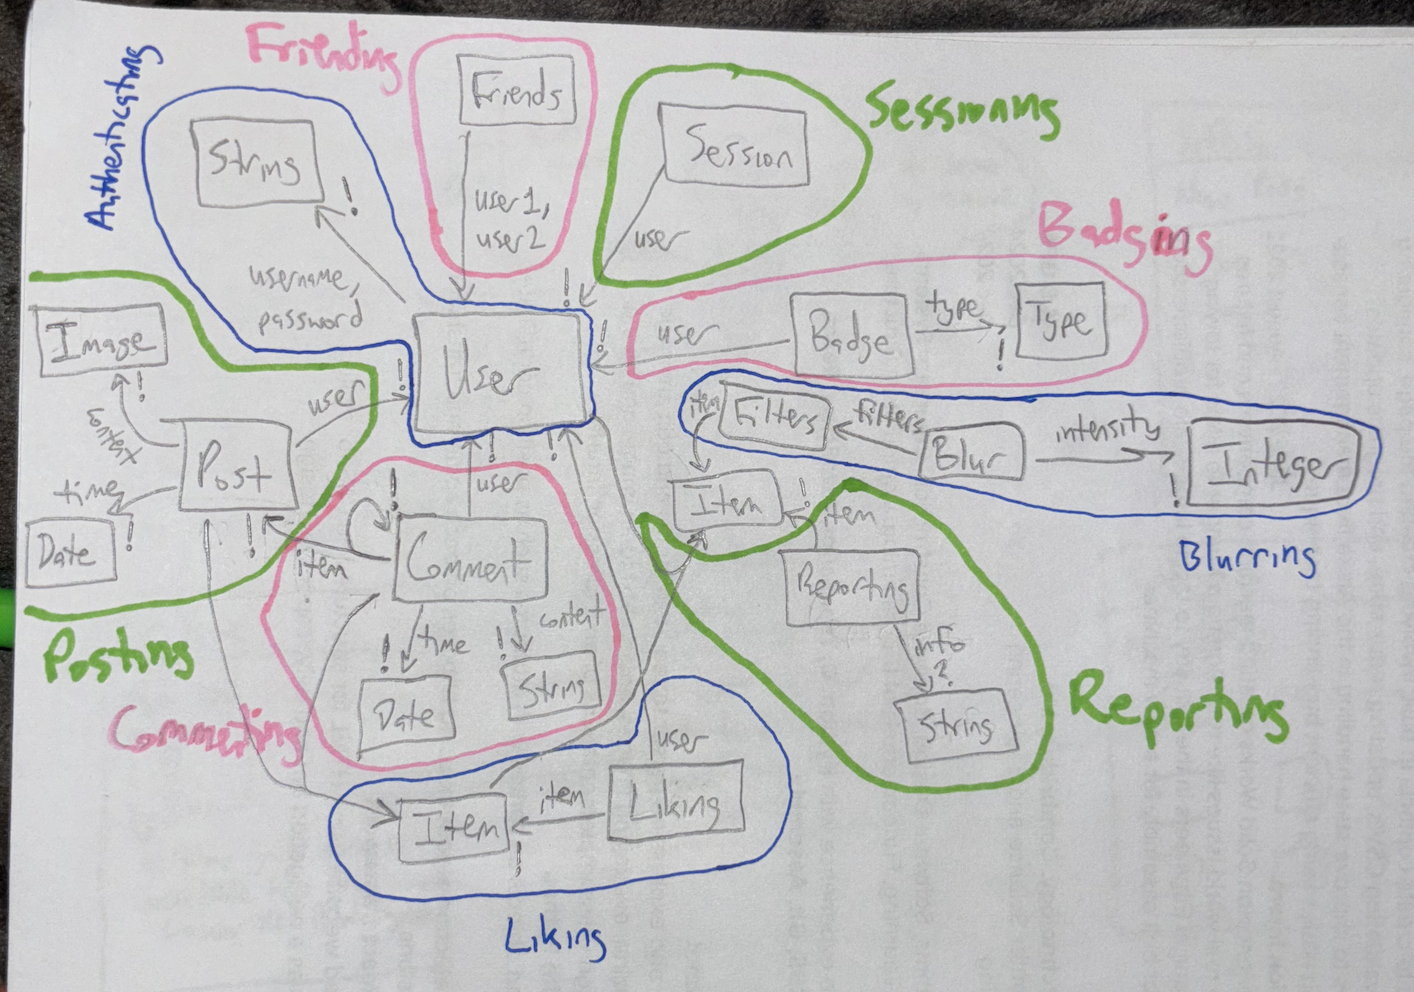 Friending
Authenticating
Friends
Sessioning
String
Session
!
user1,
user2
user
Badging
username,
password
!
user
Badge
type
Type
!
!
Image
!
User
!
user
content
item
Filters
filters
Blur
intensity
Integer
!
Post
time
!
Date
!
!
!
user
!
item
Comment
Item
!
item
Blurring
Reporting
time
!
content
!
Date
String
info
?
String
Posting
Commenting
Reporting
user
Item
item
Liking
!
Liking